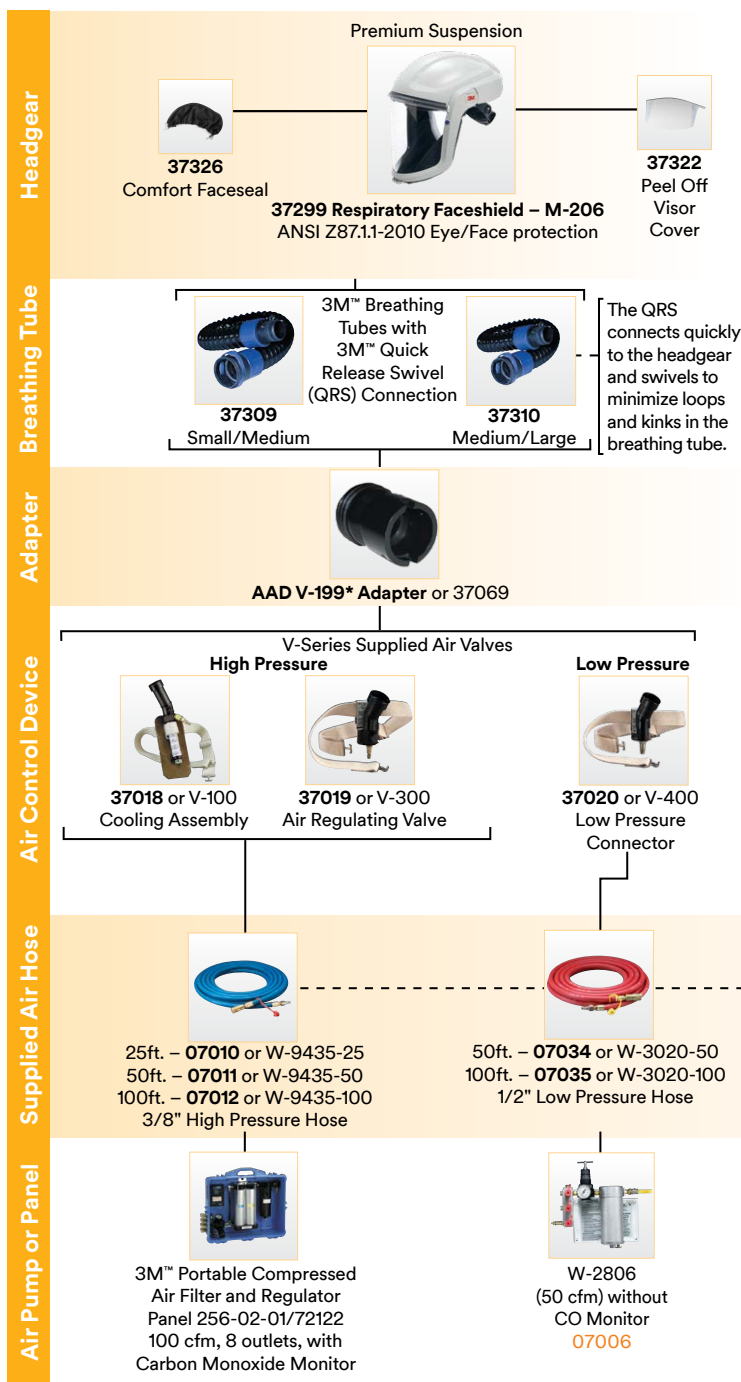 Headgear
Premium Suspension
3M
37326
Comfort Faceseal
37322
Peel Off
Visor
Cover
37299 Respiratory Faceshield – M-206
ANSI Z87.1.1-2010 Eye/Face protection
Breathing Tube
3M™ Breathing
Tubes with
3M™ Quick
Release Swivel
(QRS) Connection
37309
Small/Medium
37310
Medium/Large
The QRS
connects quickly
to the headgear
and swivels to
minimize loops
and kinks in the
breathing tube.
Adapter
AAD V-199* Adapter or 37069
Air Control Device
V-Series Supplied Air Valves
High Pressure
Low Pressure
37018 or V-100
Cooling Assembly
37019 or V-300
Air Regulating Valve
37020 or V-400
Low Pressure
Connector
Supplied Air Hose
25ft. – 07010 or W-9435-25
50ft. – 07011 or W-9435-50
100ft. – 07012 or W-9435-100
3/8" High Pressure Hose
50ft. – 07034 or W-3020-50
100ft. – 07035 or W-3020-100
1/2" Low Pressure Hose
Air Pump or Panel
3M™ Portable Compressed
Air Filter and Regulator
Panel 256-02-01/72122
100 cfm, 8 outlets, with
Carbon Monoxide Monitor
W-2806
(50 cfm) without
CO Monitor
07006